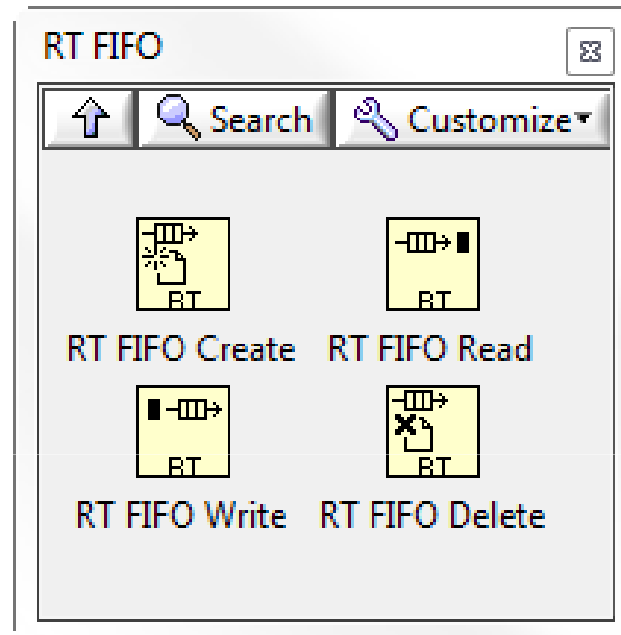 RT FIFO
Search Customize
RT RT
RT FIFO Create RT FIFO Read
RT RT
RT FIFO Write RT FIFO Delete